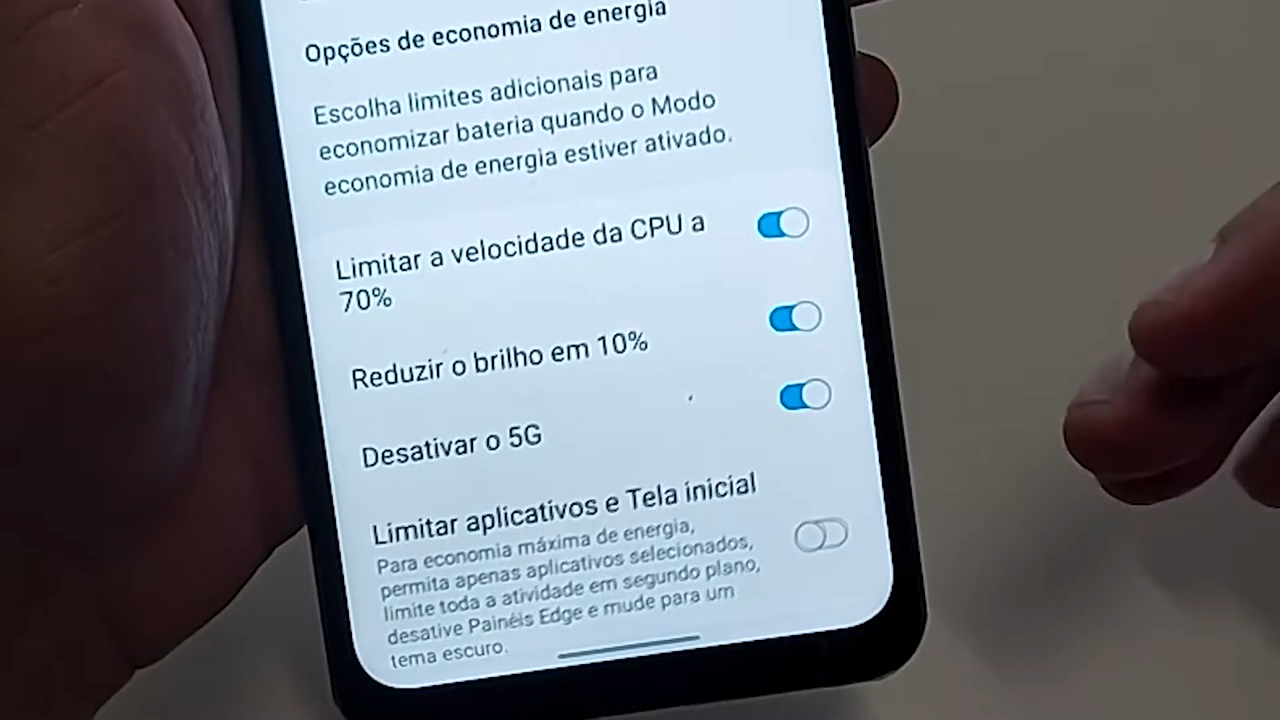 Opções de economia de energia
Escolha limites adicionais para
economizar bateria quando o Modo
economia de energia estiver ativado.
Limitar a velocidade da CPU a
70%
Reduzir o brilho em 10%
Desativar o 5G
Limitar aplicativos e Tela inicial
Para economia máxima de energia,
permita apenas aplicativos selecionados,
limite toda a atividade em segundo plano,
desative Painéis Edge e mude para um
tema escuro.